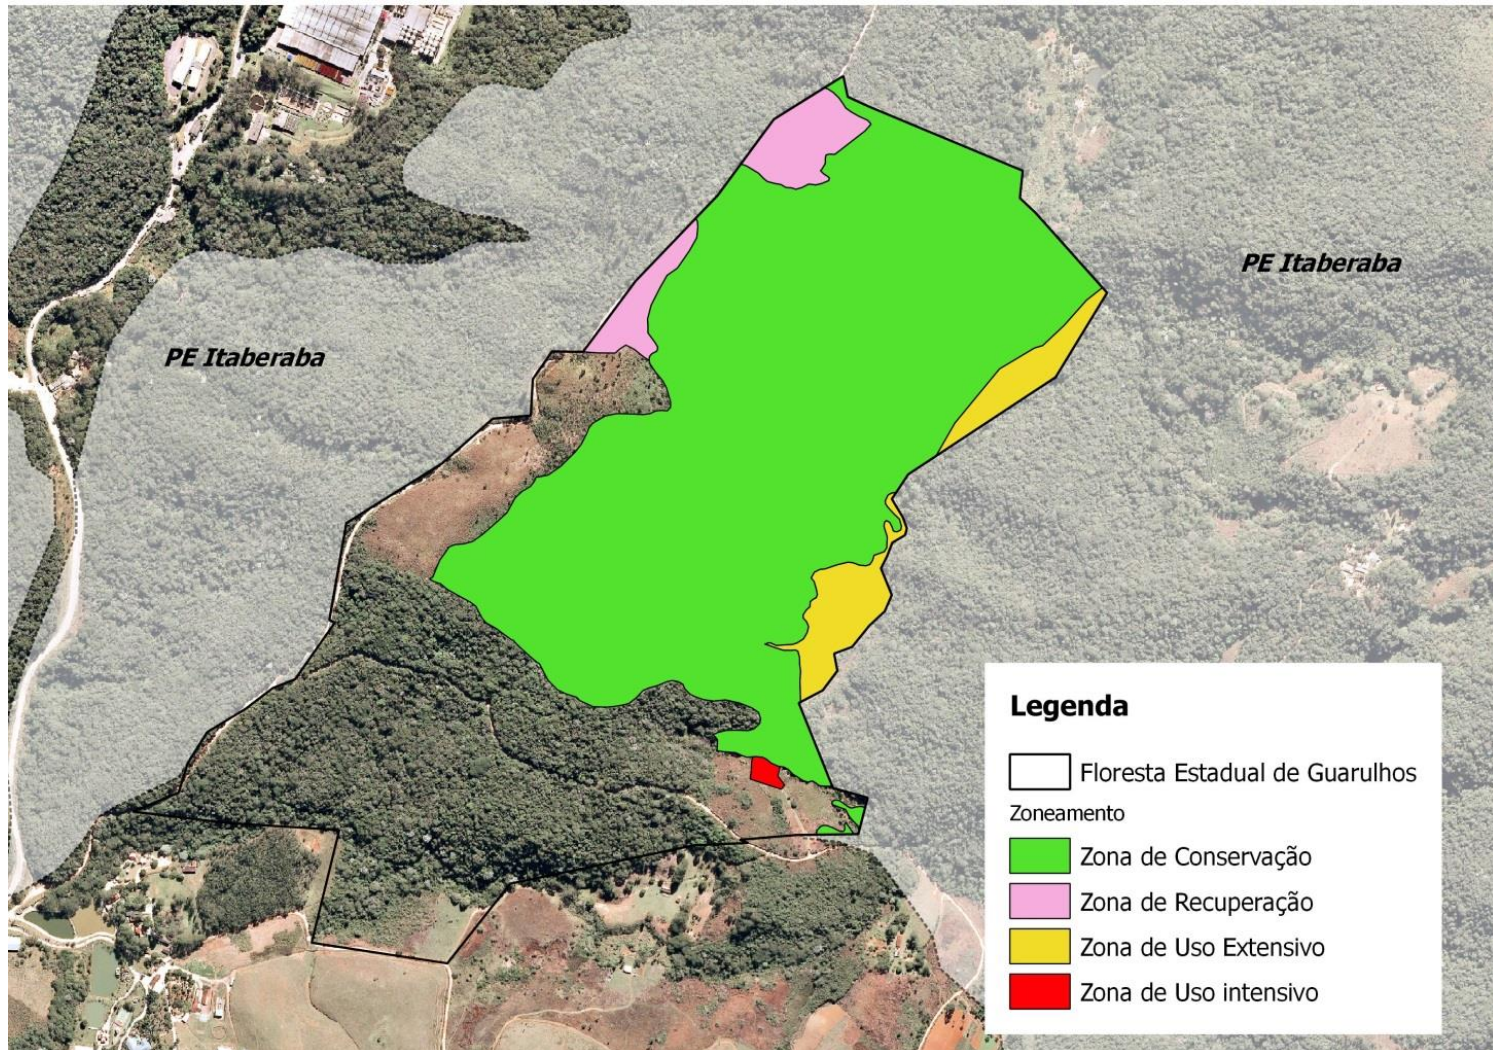 PE Itaberaba
PE Itaberaba
Legenda
Floresta Estadual de Guarulhos
Zoneamento
Zona de Conservação
Zona de Recuperação
Zona de Uso Extensivo
Zona de Uso intensivo